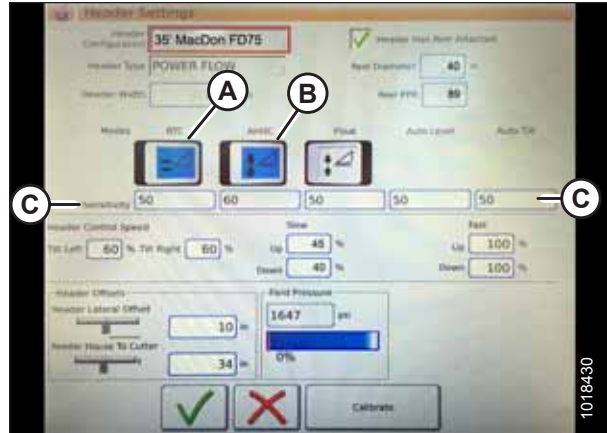 Header Settings
Header Configuration 35' MacDon FD75 Header Has Reel Attached
Header Type POWER FLOW Reel Diameter 40 in
Header Width Reel PPR 89
A
B
Modes RTC AHHC Float Auto Level Auto Tilt
C Sensitivity 50 60 50 50 50 C
Header Control Speed Slow Fast
Tilt Left 60 % Tilt Right 60 % Up 45 % Up 100 %
Down 40 % Down 100 %
Header Offsets Field Pressure
Header Lateral Offset
10 in 1647 psi
Feeder House To Cutter
34 in 0%
Calibrate
1018430